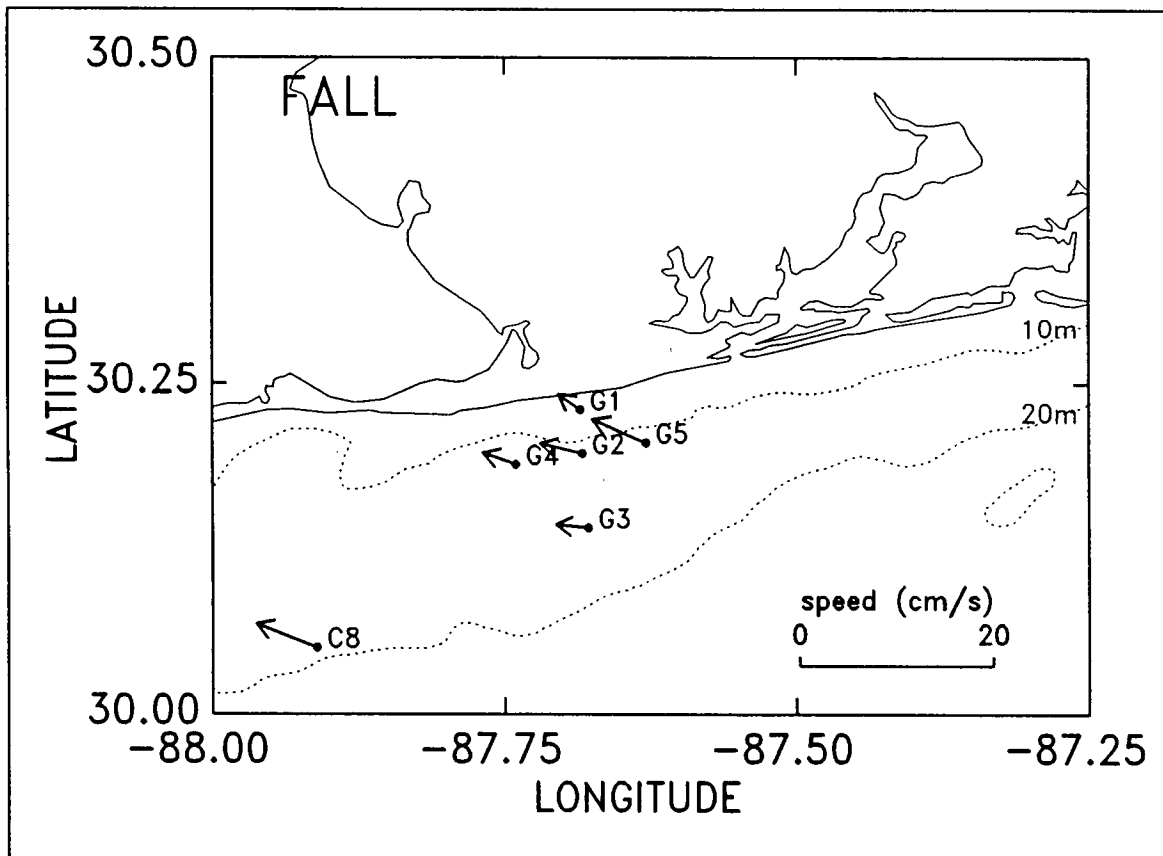 30.50
FALL
10m
30.25
20m
G1
G5
G2
G4
G3
LATITUDE
speed (cm/s)
0 20
C8
30.00
-88.00 -87.75 -87.50 -87.25
LONGITUDE